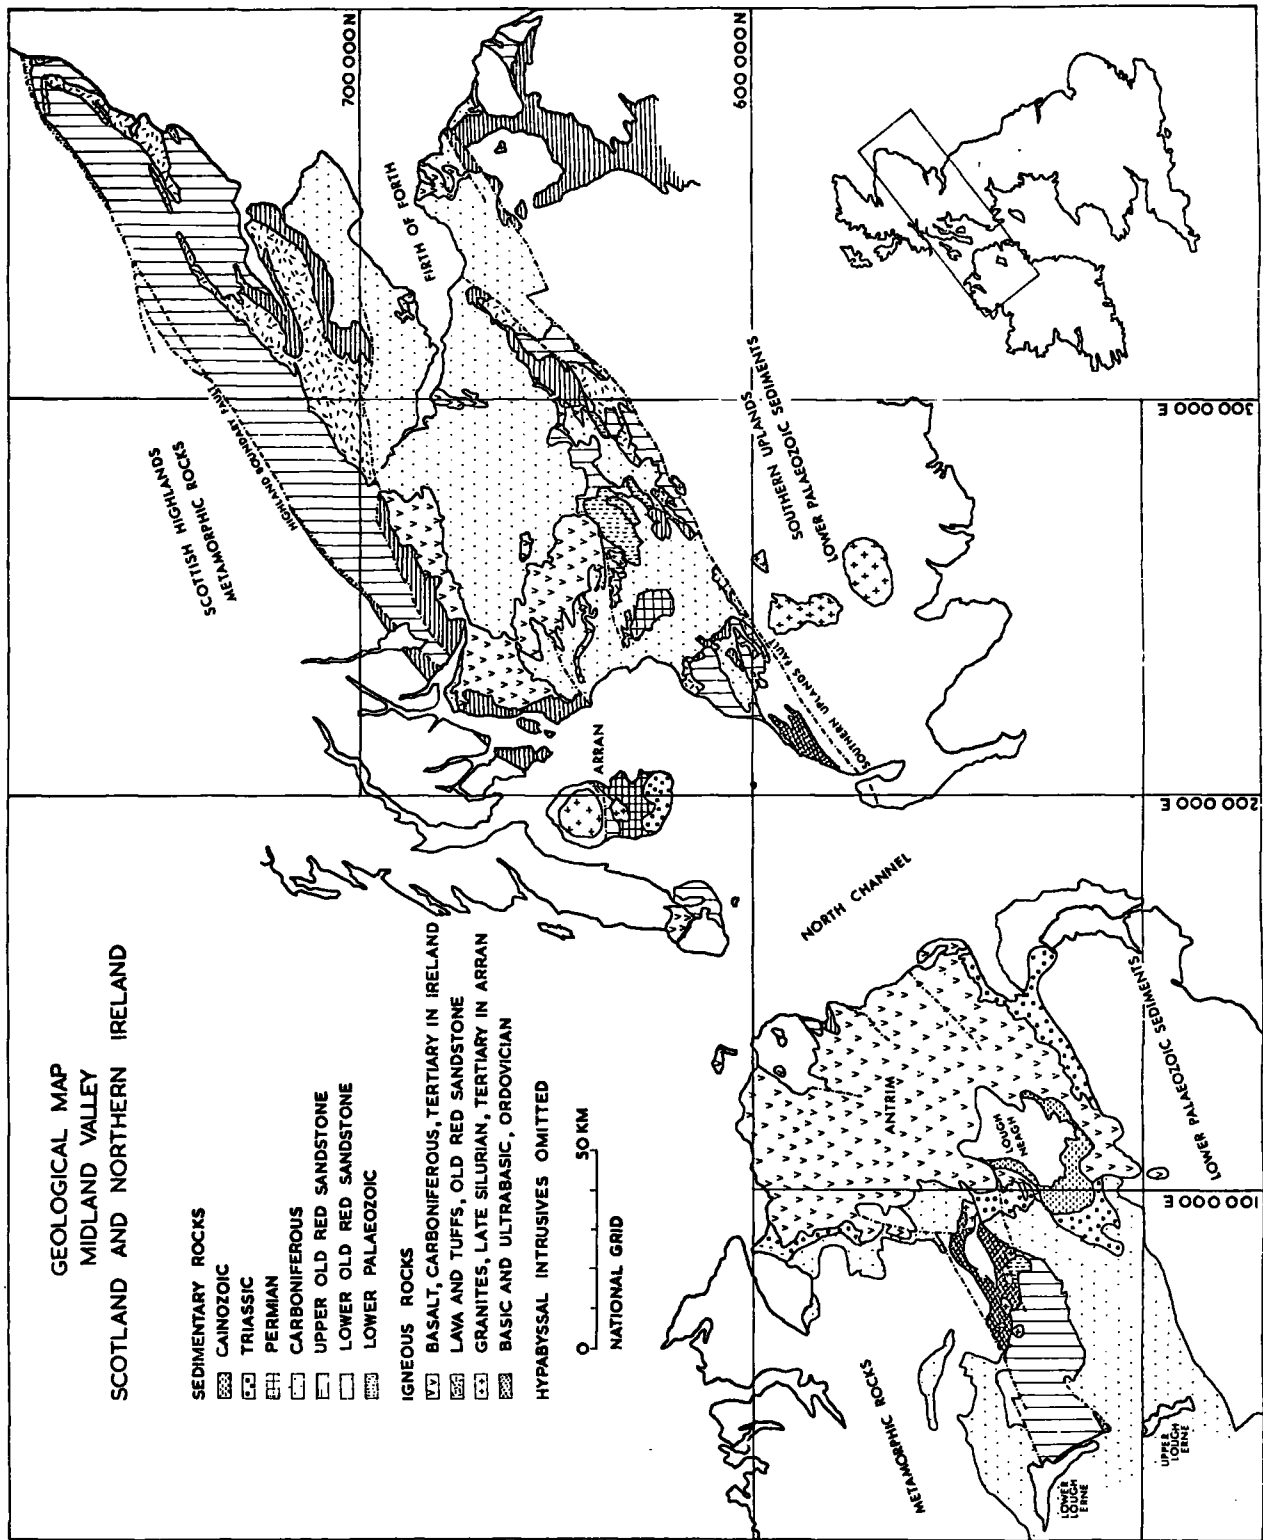 GEOLOGICAL MAP
MIDLAND VALLEY
SCOTLAND AND NORTHERN IRELAND
SEDIMENTARY ROCKS
CAINOZOIC
TRIASSIC
PERMIAN
CARBONIFEROUS
UPPER OLD RED SANDSTONE
LOWER OLD RED SANDSTONE
LOWER PALAEOZOIC
IGNEOUS ROCKS
BASALT, CARBONIFEROUS, TERTIARY IN IRELAND
LAVA AND TUFFS, OLD RED SANDSTONE
GRANITES, LATE SILURIAN, TERTIARY IN ARRAN
BASIC AND ULTRABASIC, ORDOVICIAN
HYPABYSSAL INTRUSIVES OMITTED
0 50 KM
NATIONAL GRID
SCOTTISH HIGHLANDS
METAMORPHIC ROCKS
HIGHLAND BOUNDARY FAULT
700 000 N
FIRTH OF FORTH
600 000 N
ARRAN
SOUTHERN UPLANDS FAULT
SOUTHERN UPLANDS
LOWER PALAEOZOIC SEDIMENTS
300 000 E
200 000 E
NORTH CHANNEL
ANTRIM
LOUGH
NEAGH
LOWER PALAEOZOIC SEDIMENTS
100 000 E
METAMORPHIC ROCKS
LOWER
LOUGH
ERNE
UPPER
LOUGH
ERNE